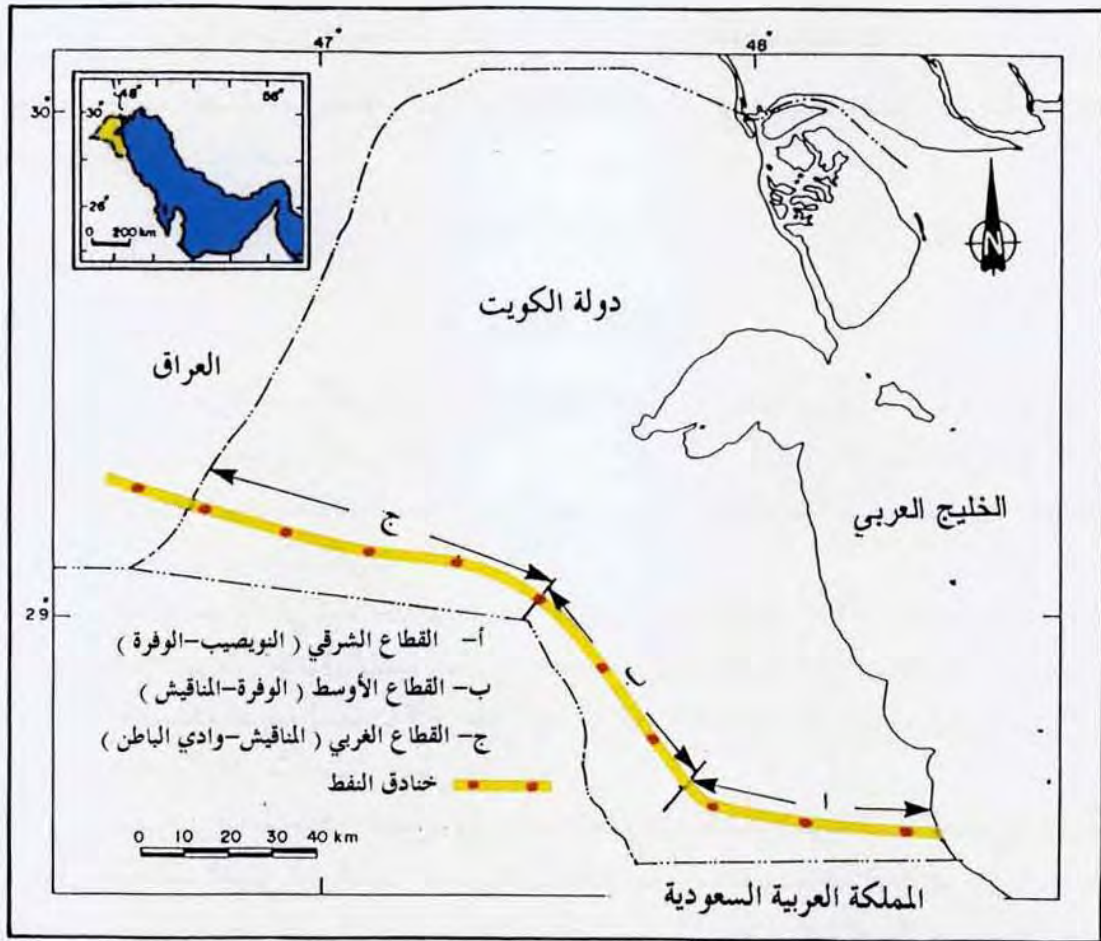 47°
48°
30°
48°
56°
30°
26°
0 200 km
N
دولة الكويت
العراق
الخليج العربي
ج
29°
أ- القطاع الشرقي ( النويصيب-الوفرة )
ب
ب- القطاع الأوسط ( الوفرة-المناقيش )
ج- القطاع الغربي ( المناقيش-وادي الباطن )
خنادق النفط
ا
0 10 20 30 40 km
المملكة العربية السعودية